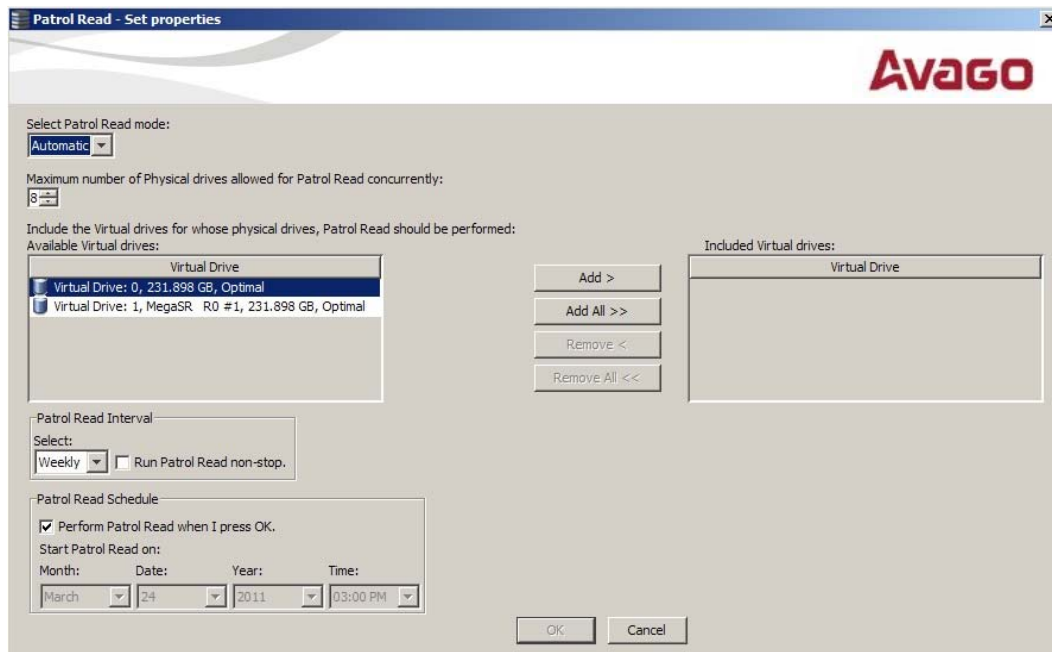 Patrol Read - Set properties
AVAGO
Select Patrol Read mode:
Automatic
Maximum number of Physical drives allowed for Patrol Read concurrently:
8
Include the Virtual drives for whose physical drives, Patrol Read should be performed:
Available Virtual drives:
Virtual Drive
Virtual Drive: 0, 231.898 GB, Optimal
Virtual Drive: 1, MegaSR   R0 #1, 231.898 GB, Optimal
Add >
Add All >>
Remove <
Remove All <<
Included Virtual drives:
Virtual Drive
Patrol Read Interval
Select:
Weekly Run Patrol Read non-stop.
Patrol Read Schedule
Perform Patrol Read when I press OK.
Start Patrol Read on:
Month: Date: Year: Time:
March 24 2011 03:00 PM
OK Cancel